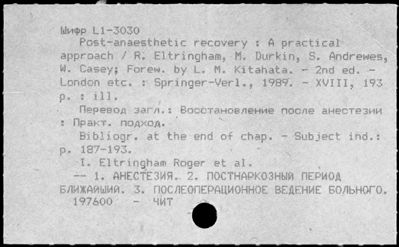 Шифр L1-3030
Post-anaesthetic recovery : A practical
approach / R. Eltringham, M. Durkin, S. Andrewes,
W. Casey; Forew. by L. M. Kitahata. - 2nd ed. -
London etc. : Springer-Verl., 1989. - XVIII, 193
p. : ill.
Перевод загл.: Восстановление после анестезии
: Практ. подход.
Bibliogr. at the end of chap. - Subject ind.:
p. 187-193.
I. Eltringham Roger et al.
-- 1. АНЕСТЕЗИЯ. 2. ПОСТНАРКОЗНЫЙ ПЕРИОД
БЛИЖАЙШИЙ. 3. ПОСЛЕОПЕРАЦИОННОЕ ВЕДЕНИЕ БОЛЬНОГО.
197600 - ЧИТ